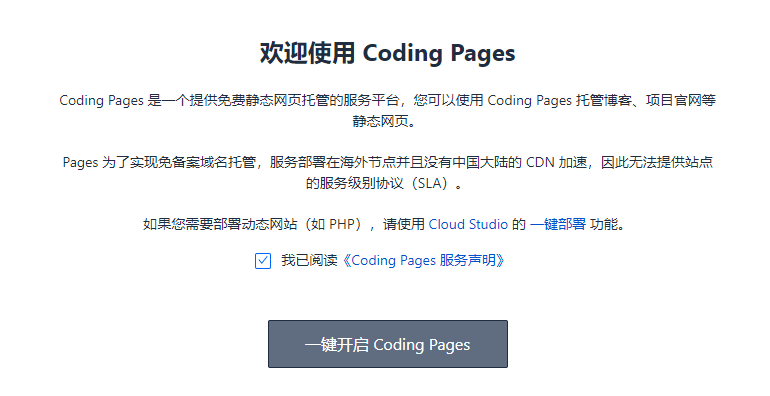 欢迎使用 Coding Pages
Coding Pages 是一个提供免费静态网页托管的服务平台，您可以使用 Coding Pages 托管博客、项目官网等
静态网页。
Pages 为了实现免备案域名托管，服务部署在海外节点并且没有中国大陆的 CDN 加速，因此无法提供站点
的服务级别协议（SLA）。
如果您需要部署动态网站（如 PHP），请使用 Cloud Studio 的 一键部署 功能。
我已阅读《Coding Pages 服务声明》
一键开启 Coding Pages